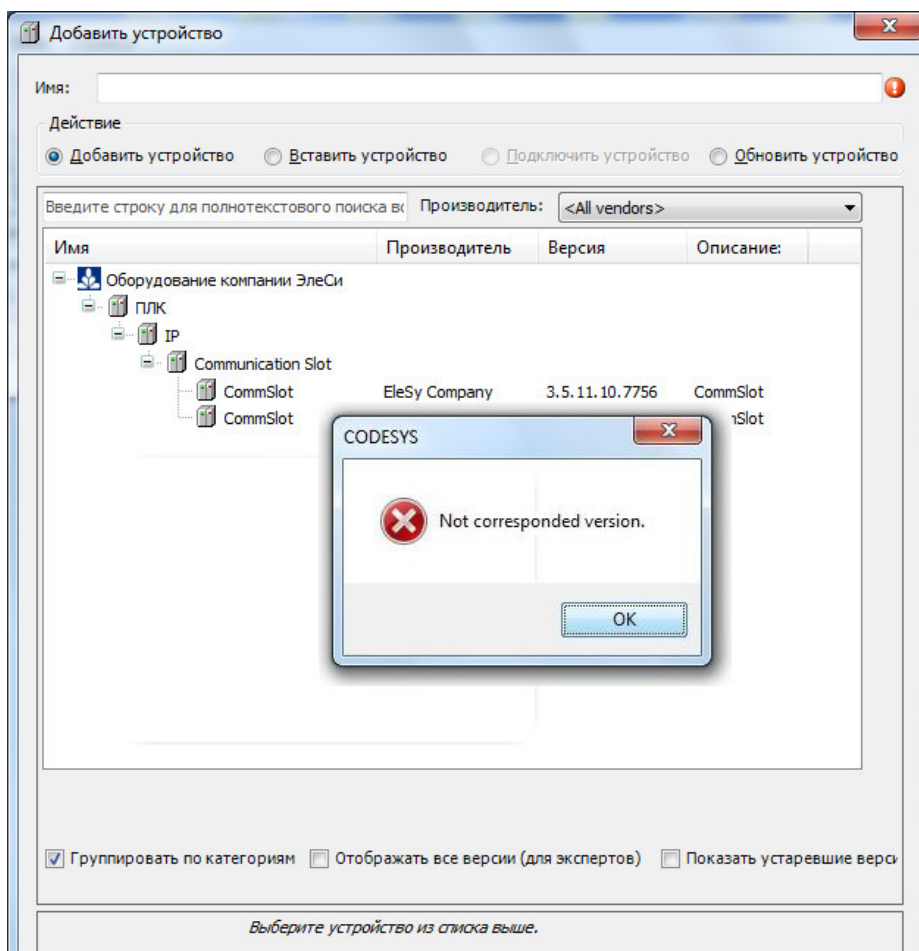 Добавить устройство
Имя:
Действие
Добавить устройство Вставить устройство Подключить устройство Обновить устройство
Введите строку для полнотекстового поиска Производитель: <All vendors>
Имя Производитель Версия Описание:
Оборудование компании ЭлеСи
ПЛК
IP
Communication Slot
CommSlot EleSy Company 3.5.11.10.7756 CommSlot
CommSlot
CODESYS
Not corresponded version.
OK
Группировать по категориям Отображать все версии (для экспертов) Показать устаревшие
Выберите устройство из списка выше.